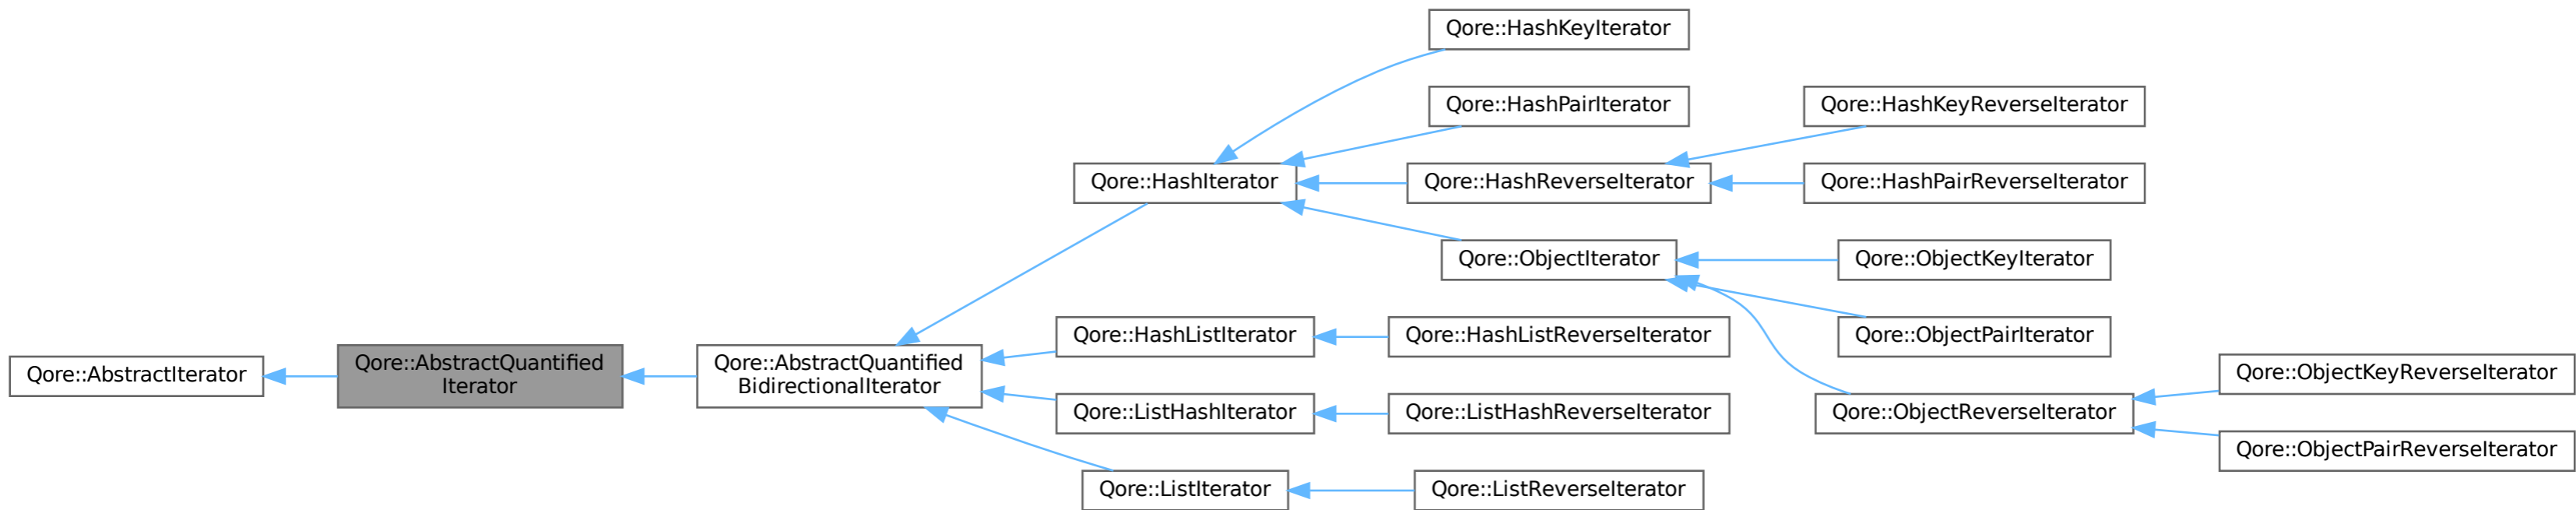 Qore::HashKeyIterator
Qore::HashPairIterator
Qore::HashKeyReverseIterator
Qore::HashIterator
Qore::HashReverseIterator
Qore::HashPairReverseIterator
Qore::ObjectIterator
Qore::ObjectKeyIterator
Qore::HashListIterator
Qore::HashListReverseIterator
Qore::ObjectPairIterator
Qore::AbstractIterator
Qore::AbstractQuantified
Iterator
Qore::AbstractQuantified
BidirectionalIterator
Qore::ObjectKeyReverseIterator
Qore::ListHashIterator
Qore::ListHashReverseIterator
Qore::ObjectReverseIterator
Qore::ObjectPairReverseIterator
Qore::ListIterator
Qore::ListReverseIterator